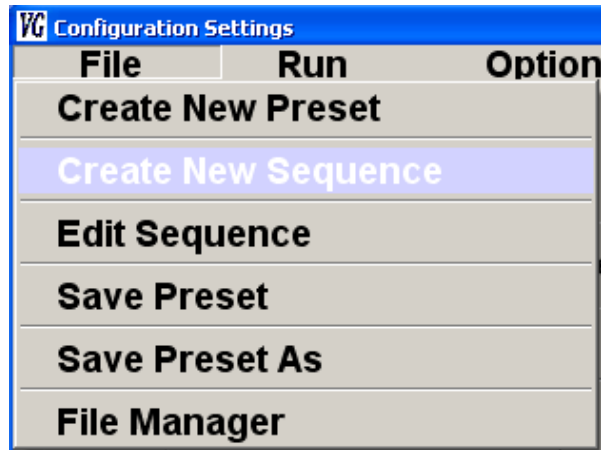 VG Configuration Settings
File Run Option
Create New Preset
Create New Sequence
Edit Sequence
Save Preset
Save Preset As
File Manager